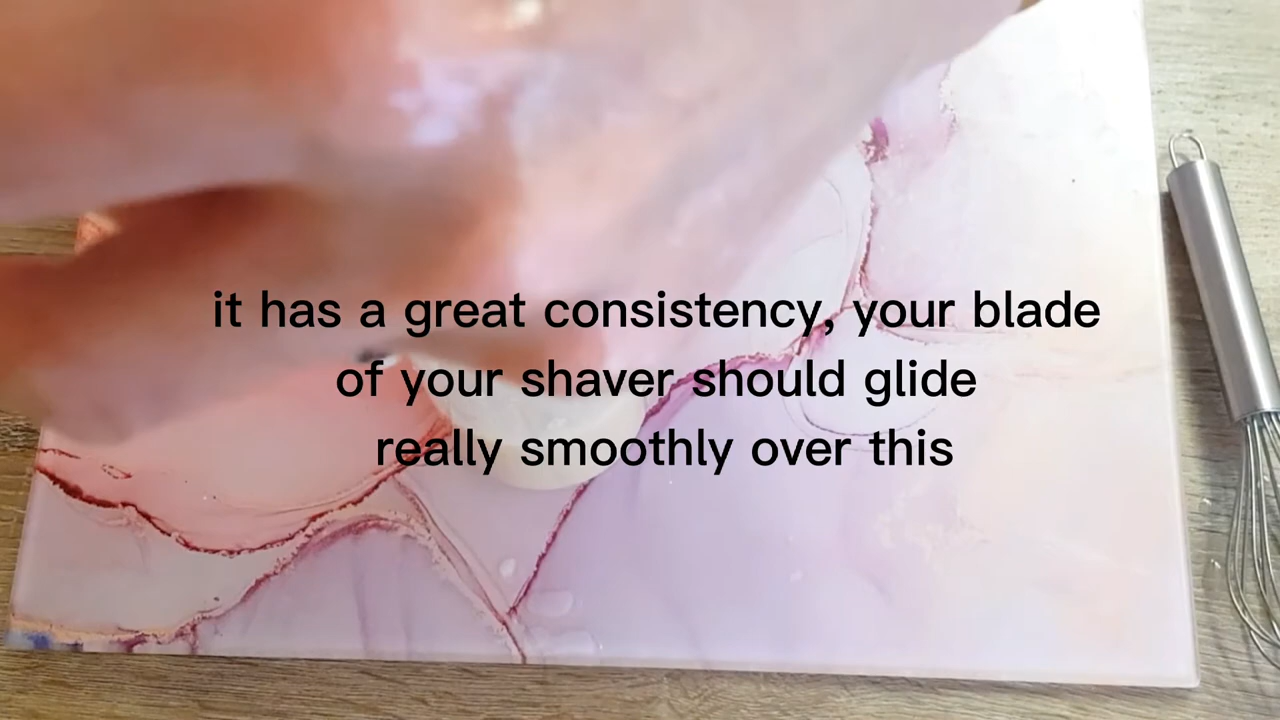 it has a great consistency, your blade
of your shaver should glide
really smoothly over this